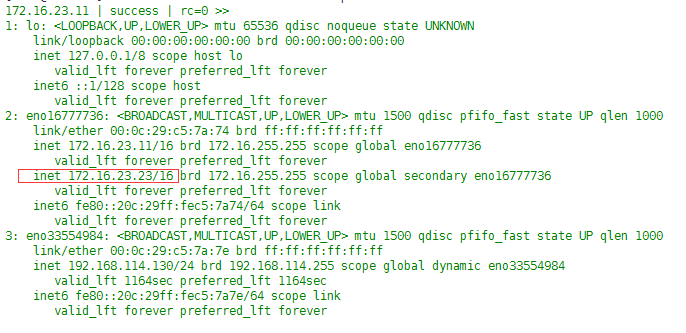 172.16.23.11 | success | rc=0 >>
1: lo: <LOOPBACK,UP,LOWER_UP> mtu 65536 qdisc noqueue state UNKNOWN
    link/loopback 00:00:00:00:00:00 brd 00:00:00:00:00:00
    inet 127.0.0.1/8 scope host lo
       valid_lft forever preferred_lft forever
    inet6 ::1/128 scope host
       valid_lft forever preferred_lft forever
2: eno16777736: <BROADCAST,MULTICAST,UP,LOWER_UP> mtu 1500 qdisc pfifo_fast state UP qlen 1000
    link/ether 00:0c:29:c5:7a:74 brd ff:ff:ff:ff:ff:ff
    inet 172.16.23.11/16 brd 172.16.255.255 scope global eno16777736
       valid_lft forever preferred_lft forever
    inet 172.16.23.23/16 brd 172.16.255.255 scope global secondary eno16777736
       valid_lft forever preferred_lft forever
    inet6 fe80::20c:29ff:fec5:7a74/64 scope link
       valid_lft forever preferred_lft forever
3: eno33554984: <BROADCAST,MULTICAST,UP,LOWER_UP> mtu 1500 qdisc pfifo_fast state UP qlen 1000
    link/ether 00:0c:29:c5:7a:7e brd ff:ff:ff:ff:ff:ff
    inet 192.168.114.130/24 brd 192.168.114.255 scope global dynamic eno33554984
       valid_lft 1164sec preferred_lft 1164sec
    inet6 fe80::20c:29ff:fec5:7a7e/64 scope link
       valid_lft forever preferred_lft forever